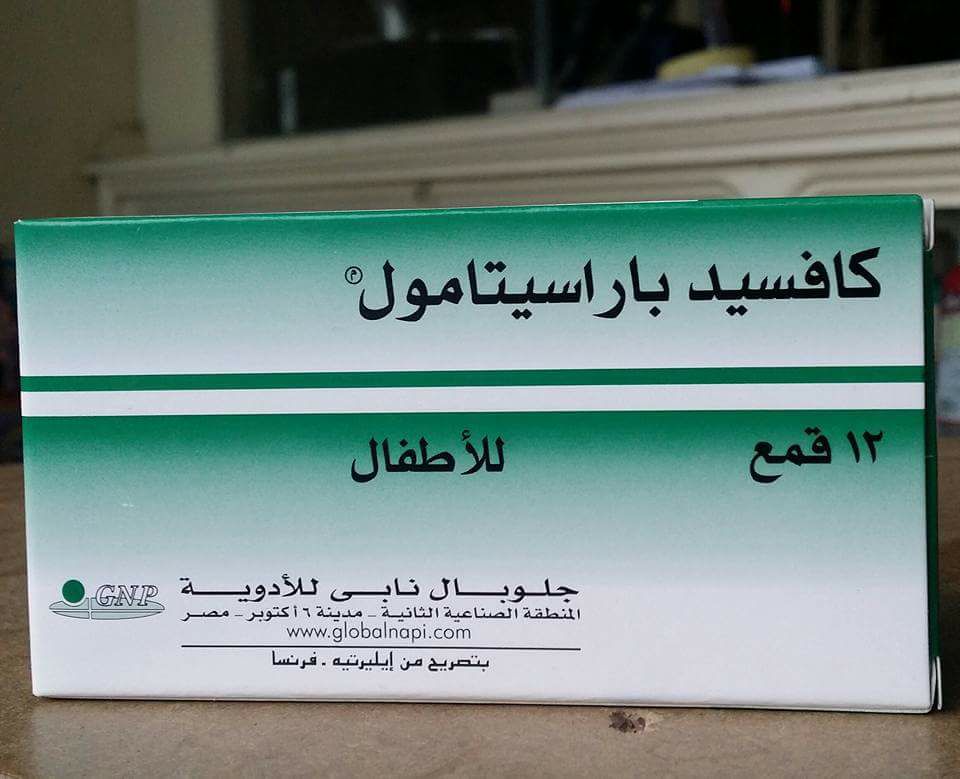 كافسيد باراسيتامول ®م
١٢ قمع
للأطفال
GNP
جلوبال نابى للأدوية
المنطقة الصناعية الثانية - مدينة ٦ أكتوبر - مصر
www.globalnapi.com
بتصريح من إيليرتيه - فرنسا